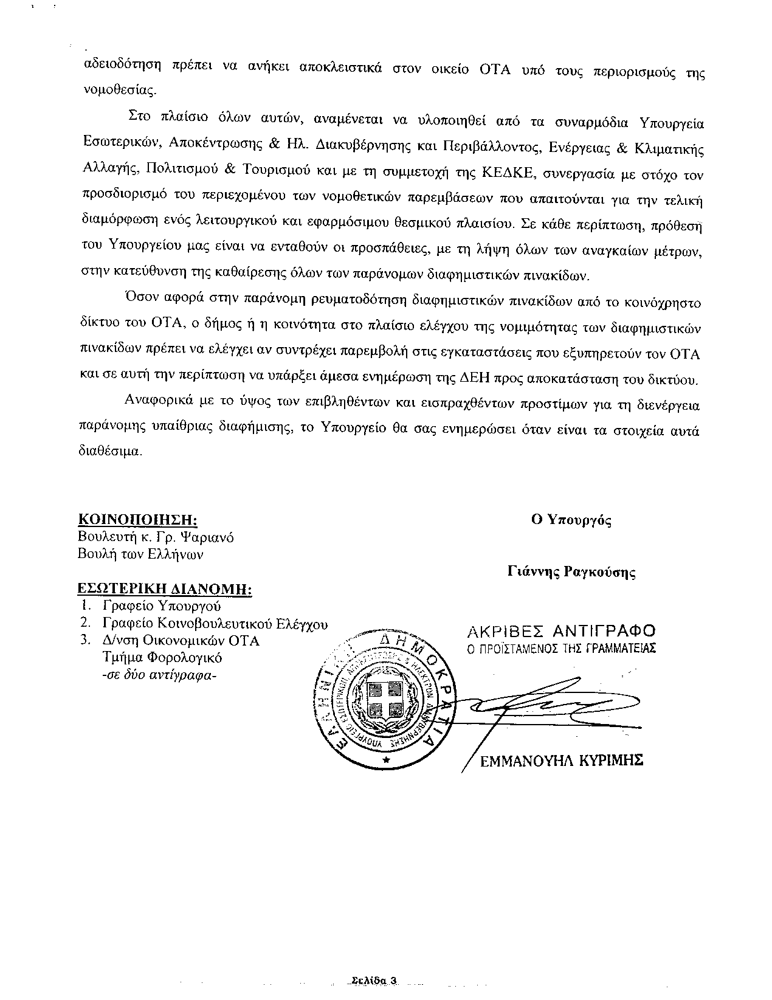 αδειοδότηση πρέπει να ανήκει αποκλειστικά στον οικείο ΟΤΑ υπό τους περιορισμούς της
νομοθεσίας.
Στο πλαίσιο όλων αυτών, αναμένεται να υλοποιηθεί από τα συναρμόδια Υπουργεία
Εσωτερικών, Αποκέντρωσης & Ηλ. Διακυβέρνησης και Περιβάλλοντος, Ενέργειας & Κλιματικής
Αλλαγής, Πολιτισμού & Τουρισμού και με τη συμμετοχή της ΚΕΔΚΕ, συνεργασία με στόχο τον
προσδιορισμό του περιεχομένου των νομοθετικών παρεμβάσεων που απαιτούνται για την τελική
διαμόρφωση ενός λειτουργικού και εφαρμόσιμου θεσμικού πλαισίου. Σε κάθε περίπτωση, πρόθεση
του Υπουργείου μας είναι να ενταθούν οι προσπάθειες, με τη λήψη όλων των αναγκαίων μέτρων,
στην κατεύθυνση της καθαίρεσης όλων των παράνομων διαφημιστικών πινακίδων.
Όσον αφορά στην παράνομη ρευματοδότηση διαφημιστικών πινακίδων από το κοινόχρηστο
δίκτυο του ΟΤΑ, ο δήμος ή η κοινότητα στο πλαίσιο ελέγχου της νομιμότητας των διαφημιστικών
πινακίδων πρέπει να ελέγχει αν συντρέχει παρεμβολή στις εγκαταστάσεις που εξυπηρετούν τον ΟΤΑ
και σε αυτή την περίπτωση να υπάρξει άμεσα ενημέρωση της ΔΕΗ προς αποκατάσταση του δικτύου.
Αναφορικά με το ύψος των επιβληθέντων και εισπραχθέντων προστίμων για τη διενέργεια
παράνομης υπαίθριας διαφήμισης, το Υπουργείο θα σας ενημερώσει όταν είναι τα στοιχεία αυτά
διαθέσιμα.
ΚΟΙΝΟΠΟΙΗΣΗ:
Βουλευτή κ. Γρ. Ψαριανό
Βουλή των Ελλήνων
Ο Υπουργός
Γιάννης Ραγκούσης
ΕΣΩΤΕΡΙΚΗ ΔΙΑΝΟΜΗ:
1. Γραφείο Υπουργού
2. Γραφείο Κοινοβουλευτικού Ελέγχου
3. Δ/νση Οικονομικών ΟΤΑ
Τμήμα Φορολογικό
-σε δύο αντίγραφα-
ΕΛΛΗΝΙΚΗ ΔΗΜΟΚΡΑΤΙΑ
ΑΚΡΙΒΕΣ ΑΝΤΙΓΡΑΦΟ
Ο ΠΡΟΪΣΤΑΜΕΝΟΣ ΤΗΣ ΓΡΑΜΜΑΤΕΙΑΣ
ΕΜΜΑΝΟΥΗΛ ΚΥΡΙΜΗΣ
Σελίδα 3